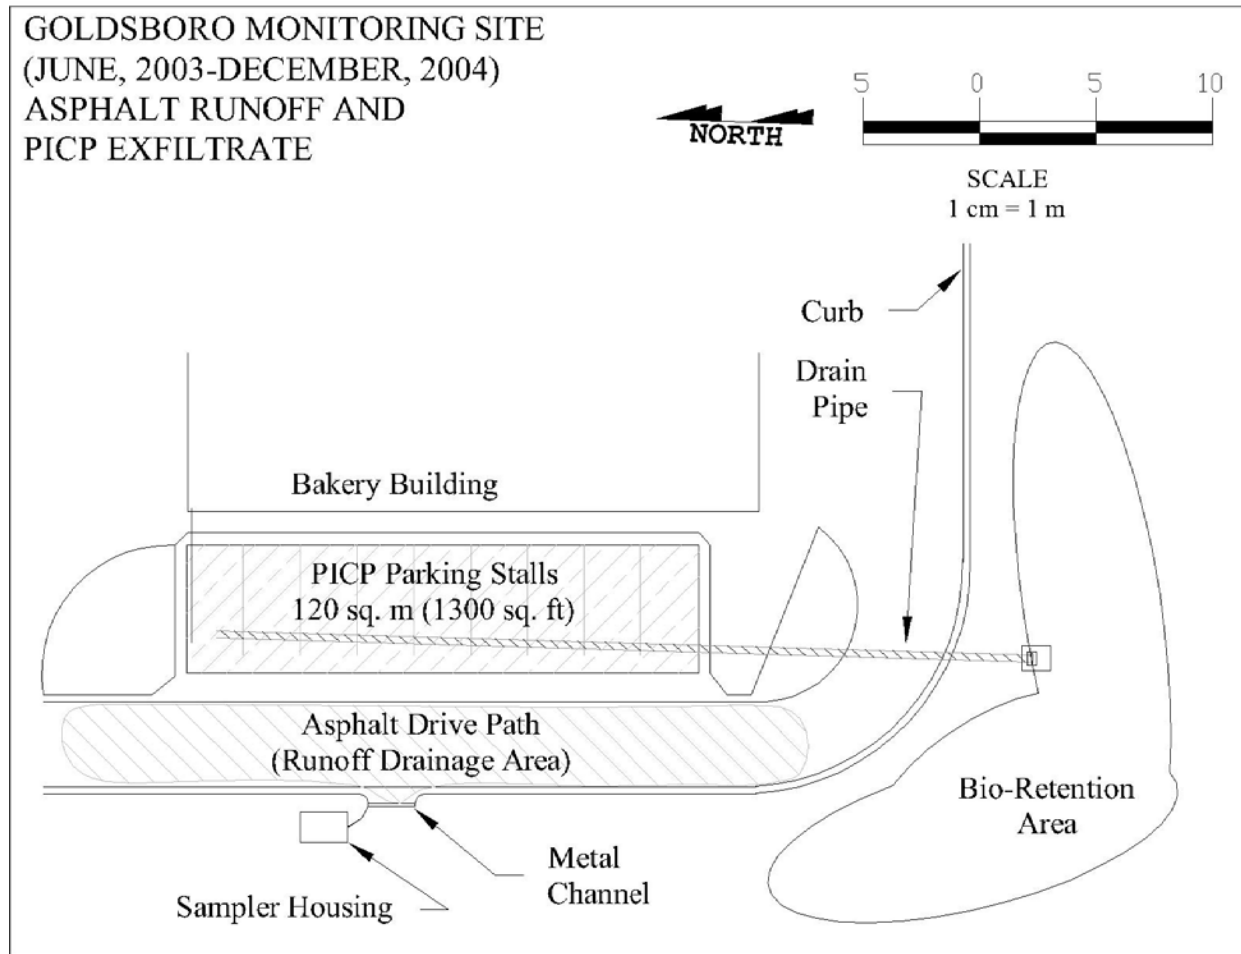 GOLDSBORO MONITORING SITE
(JUNE, 2003-DECEMBER, 2004)
ASPHALT RUNOFF AND
PICP EXFILTRATE
NORTH
5 0 5 10
SCALE
1 cm = 1 m
Curb
Drain
Pipe
Bakery Building
PICP Parking Stalls
120 sq. m (1300 sq. ft)
Asphalt Drive Path
(Runoff Drainage Area)
Bio-Retention
Area
Metal
Channel
Sampler Housing